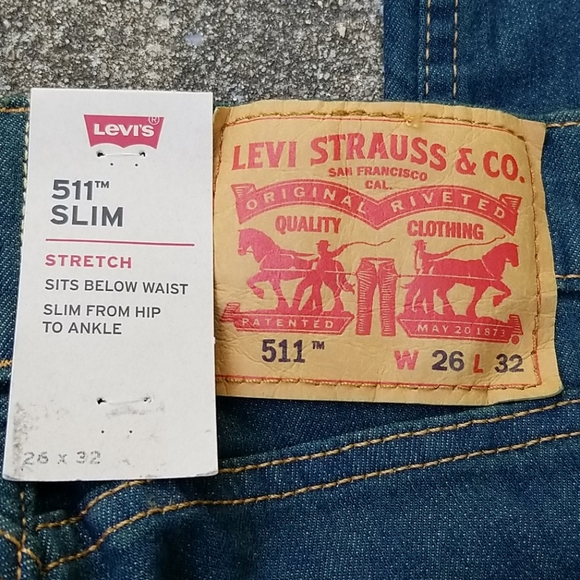 LEVI'S®
511™
SLIM
STRETCH
SITS BELOW WAIST
SLIM FROM HIP
TO ANKLE
26 x 32
LEVI STRAUSS & CO.
SAN FRANCISCO
CAL.
ORIGINAL RIVETED
QUALITY CLOTHING
PATENTED MAY 20 1873
511™ W 26 L 32